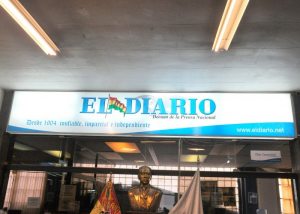 EL DIARIO
Decano de la Prensa Nacional
Desde 1904, confiable, imparcial e independiente
www.eldiario.net